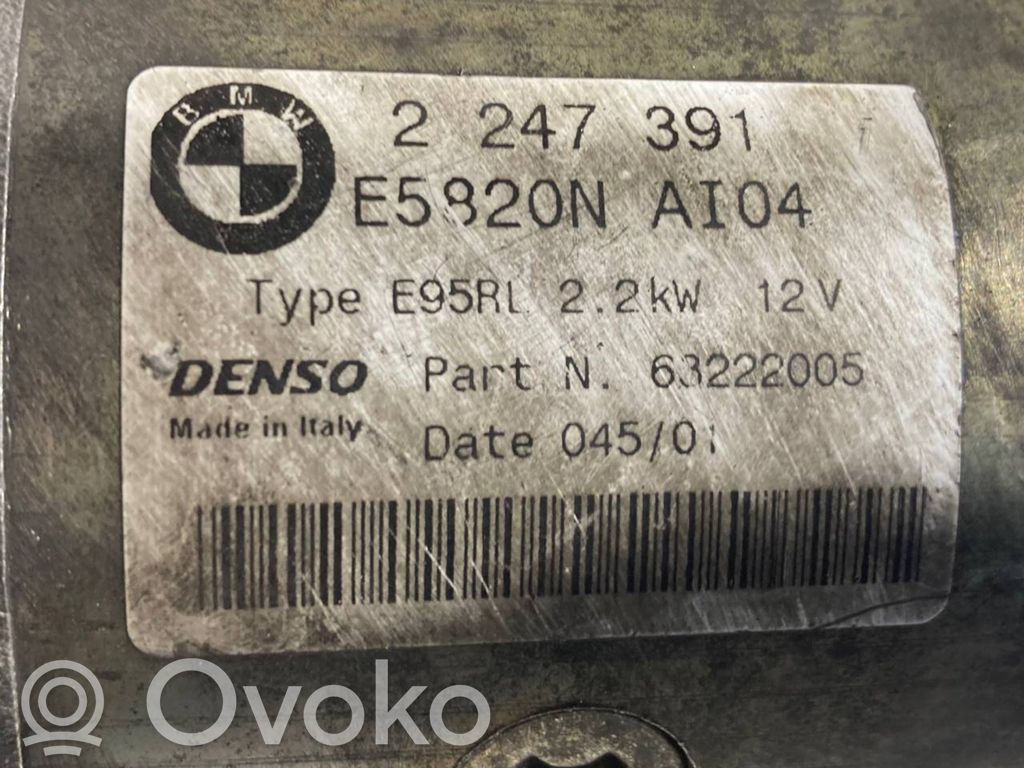 BMW
2 247 391
E5820N AI04
Type E95RL 2.2kW 12V
DENSO Part N. 63222005
Made in Italy
Date 045/01
Ovoko